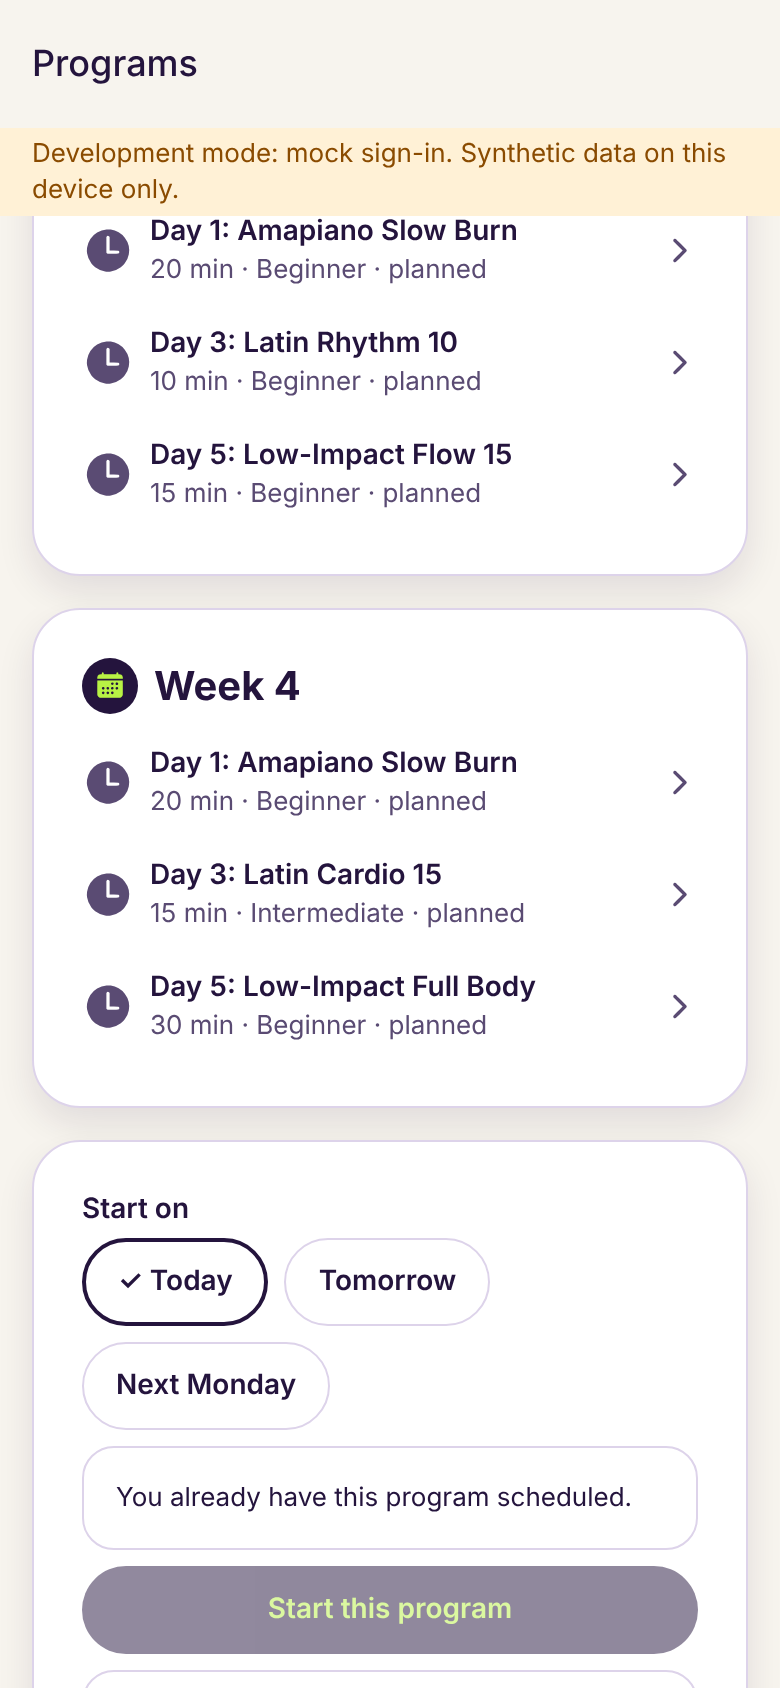 Programs
Development mode: mock sign-in. Synthetic data on this
device only.
Day 1: Amapiano Slow Burn
20 min · Beginner · planned
Day 3: Latin Rhythm 10
10 min · Beginner · planned
Day 5: Low-Impact Flow 15
15 min · Beginner · planned
Week 4
Day 1: Amapiano Slow Burn
20 min · Beginner · planned
Day 3: Latin Cardio 15
15 min · Intermediate · planned
Day 5: Low-Impact Full Body
30 min · Beginner · planned
Start on
✓ Today
Tomorrow
Next Monday
You already have this program scheduled.
Start this program